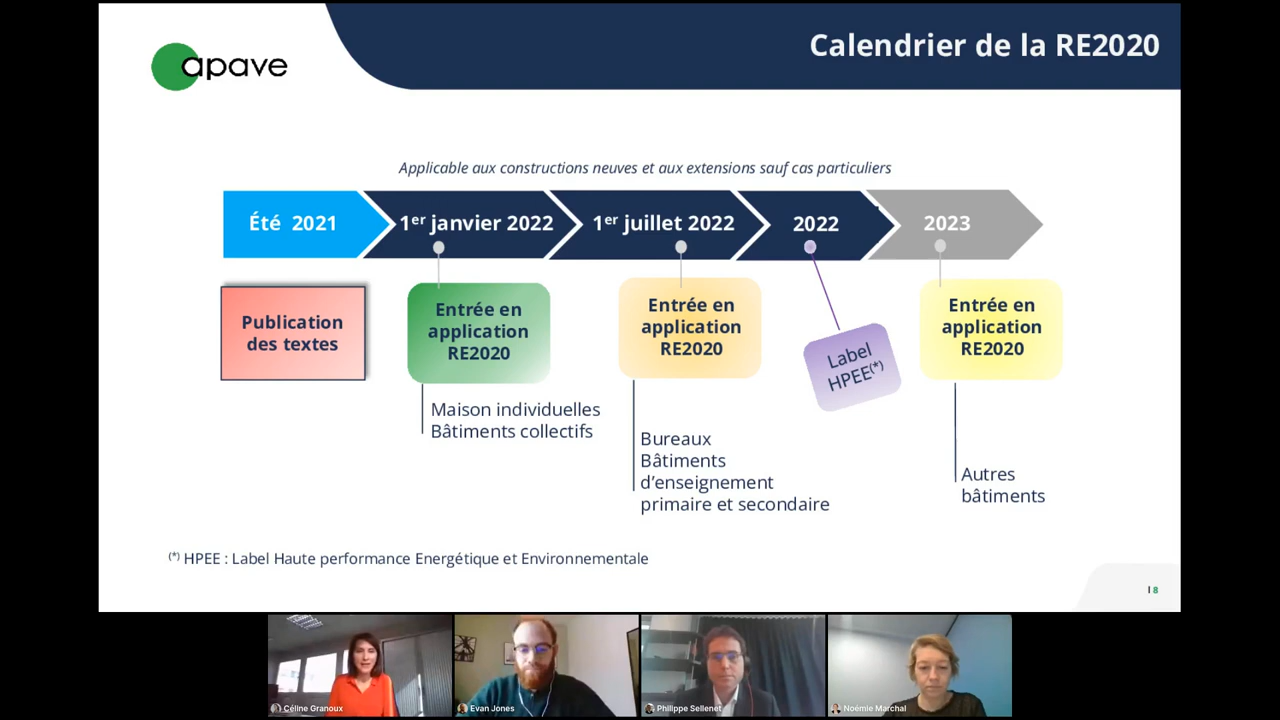 apave
Calendrier de la RE2020
Applicable aux constructions neuves et aux extensions sauf cas particuliers
Été 2021
1er janvier 2022
1er juillet 2022
2022
2023
Publication
des textes
Entrée en
application
RE2020
Maison individuelles
Bâtiments collectifs
Entrée en
application
RE2020
Bureaux
Bâtiments
d'enseignement
primaire et secondaire
Label
HPEE(*)
Entrée en
application
RE2020
Autres
bâtiments
(*) HPEE : Label Haute performance Energétique et Environnementale
I 8
Céline Granoux
Evan Jones
Philippe Sellenet
Noémie Marchal